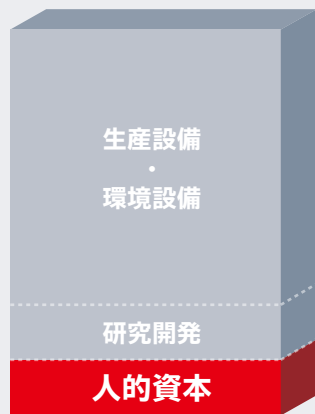 生産設備
・
環境設備
研究開発
人的資本